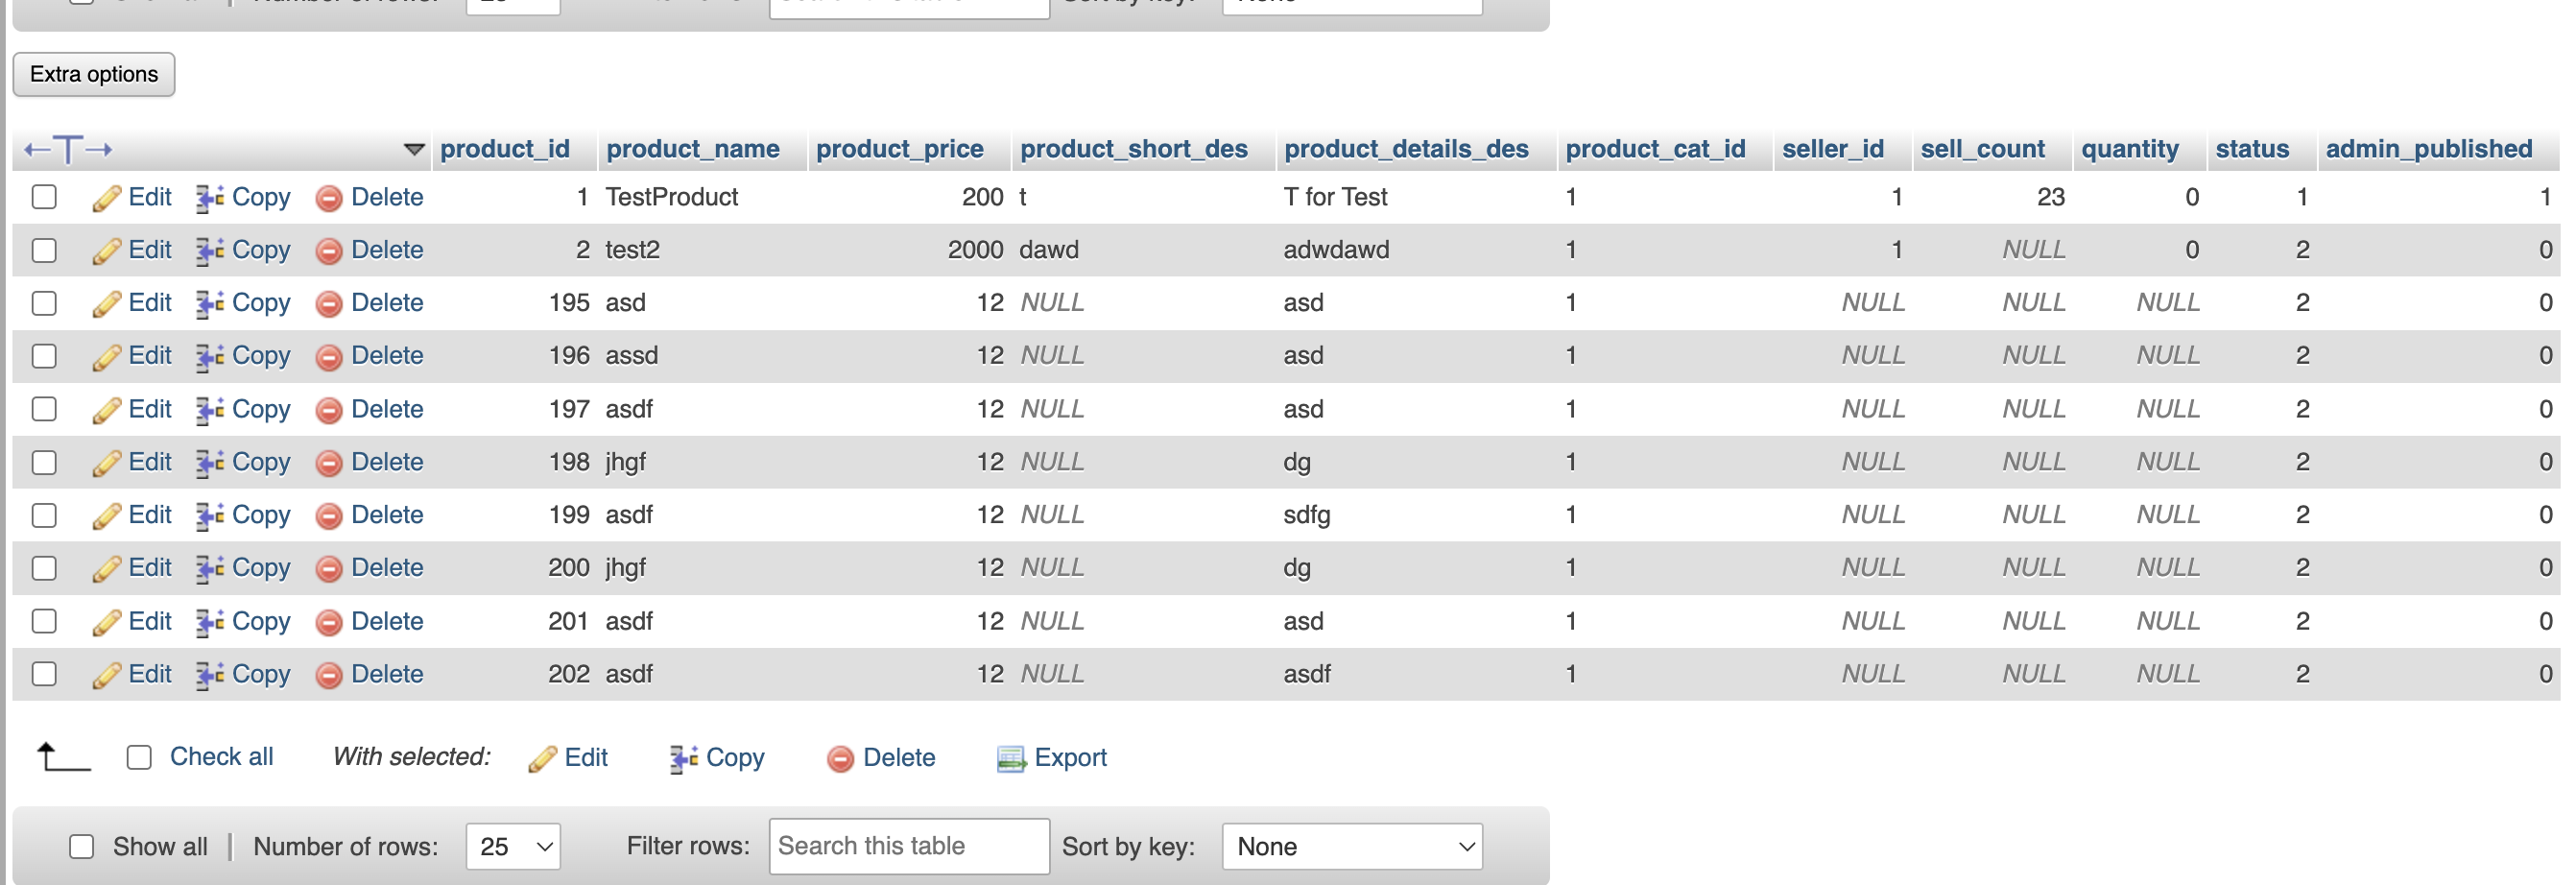 Extra options
product_id product_name product_price product_short_des product_details_des product_cat_id seller_id sell_count quantity status admin_published
Edit Copy Delete 1 TestProduct 200 t T for Test 1 1 23 0 1 1
Edit Copy Delete 2 test2 2000 dawd adwdawd 1 1 NULL 0 2 0
Edit Copy Delete 195 asd 12 NULL asd 1 NULL NULL NULL 2 0
Edit Copy Delete 196 assd 12 NULL asd 1 NULL NULL NULL 2 0
Edit Copy Delete 197 asdf 12 NULL asd 1 NULL NULL NULL 2 0
Edit Copy Delete 198 jhgf 12 NULL dg 1 NULL NULL NULL 2 0
Edit Copy Delete 199 asdf 12 NULL sdfg 1 NULL NULL NULL 2 0
Edit Copy Delete 200 jhgf 12 NULL dg 1 NULL NULL NULL 2 0
Edit Copy Delete 201 asdf 12 NULL asd 1 NULL NULL NULL 2 0
Edit Copy Delete 202 asdf 12 NULL asdf 1 NULL NULL NULL 2 0
Check all With selected: Edit Copy Delete Export
Show all Number of rows: 25 Filter rows: Search this table Sort by key: None